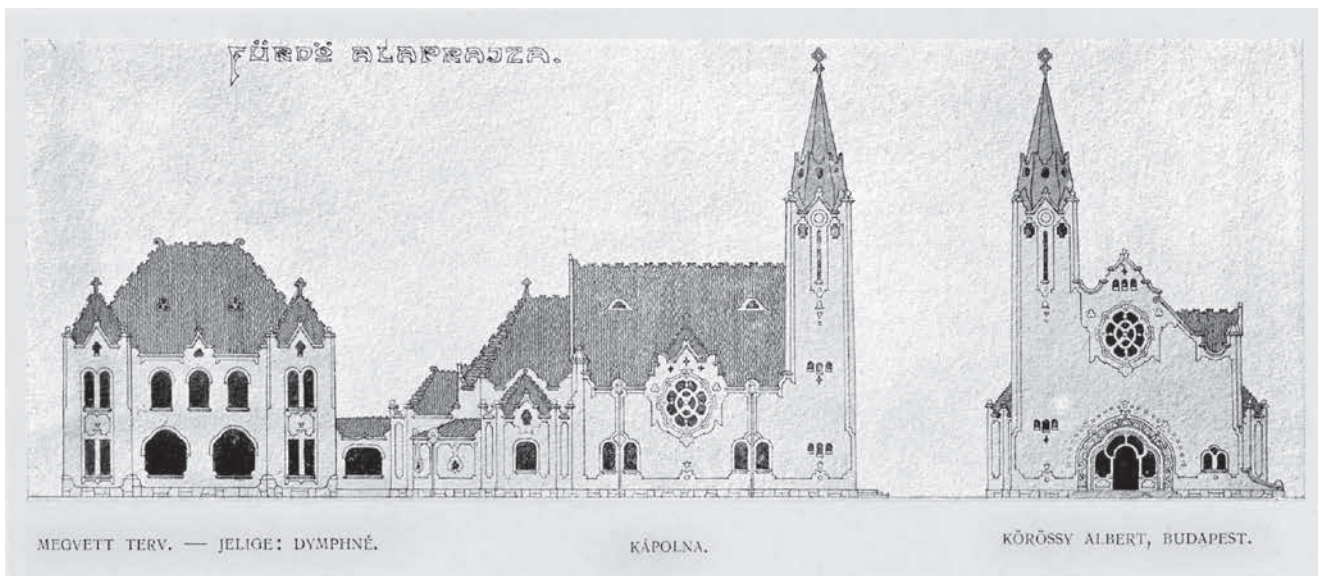 FÜRDŐ ALAPRAJZA.
MEGVETT TERV. — JELIGE: DYMPHNÉ.
KÁPOLNA.
KÖRÖSSY ALBERT, BUDAPEST.